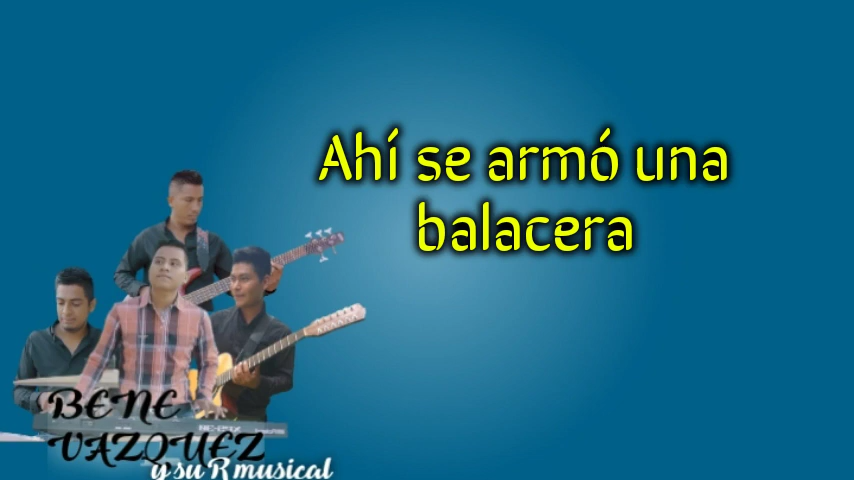 Ahí se armó una
balacera
BENE
VAZQUEZ
y su R musical